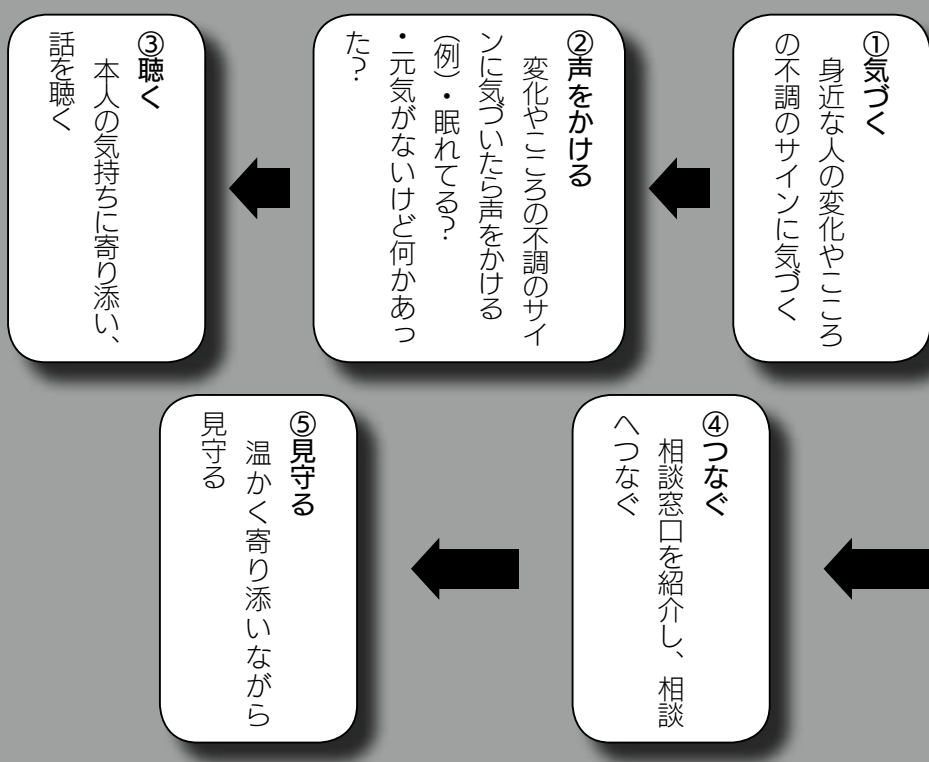 ①気づく
身近な人の変化やこころ
の不調のサインに気づく
②声をかける
変化やこころの不調のサイ
ンに気づいたら声をかける
(例)・眠れてる?
・元気がないけど何かあっ
た?
③聴く
本人の気持ちに寄り添い、
話を聴く
④つなぐ
相談窓口を紹介し、相談
へつなぐ
⑤見守る
温かく寄り添いながら
見守る